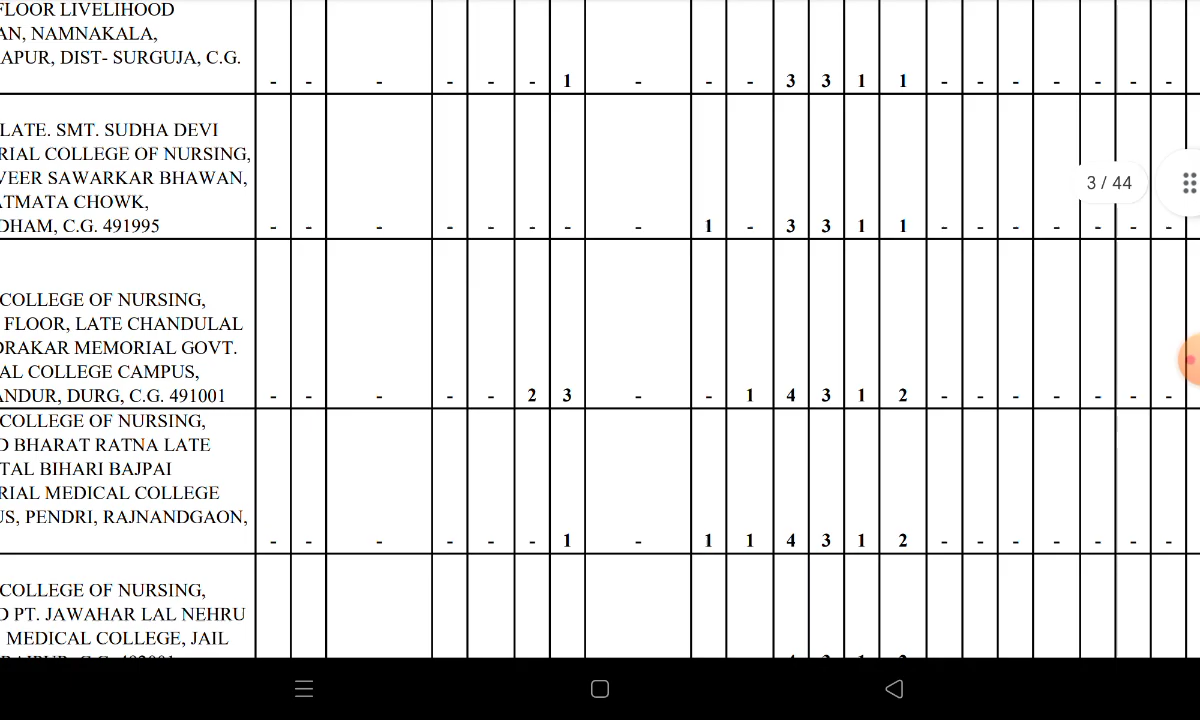 FLOOR LIVELIHOOD
AN, NAMNAKALA,
APUR, DIST- SURGUJA, C.G.
- - - - - - 1 - - - 3 3 1 1 - - - - - - -
LATE. SMT. SUDHA DEVI
RIAL COLLEGE OF NURSING,
VEER SAWARKAR BHAWAN,
ATMATA CHOWK,
DHAM, C.G. 491995
- - - - - - - - 1 - 3 3 1 1 - - - - - - -
3 / 44
COLLEGE OF NURSING,
FLOOR, LATE CHANDULAL
DRAKAR MEMORIAL GOVT.
AL COLLEGE CAMPUS,
ANDUR, DURG, C.G. 491001
- - - - - 2 3 - - 1 4 3 1 2 - - - - - - -
COLLEGE OF NURSING,
D BHARAT RATNA LATE
TAL BIHARI BAJPAI
RIAL MEDICAL COLLEGE
US, PENDRI, RAJNANDGAON,
- - - - - - 1 - 1 1 4 3 1 2 - - - - - - -
COLLEGE OF NURSING,
D PT. JAWAHAR LAL NEHRU
MEDICAL COLLEGE, JAIL